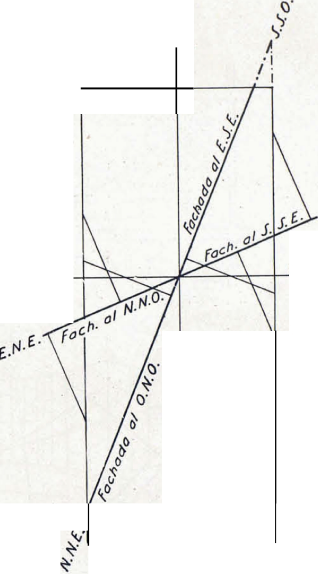 S.S.O.
Fachada al E.S.E.
Fach. al S.S.E.
E.N.E.
Fach. al N.N.O.
Fachada al O.N.O.
N.N.E.